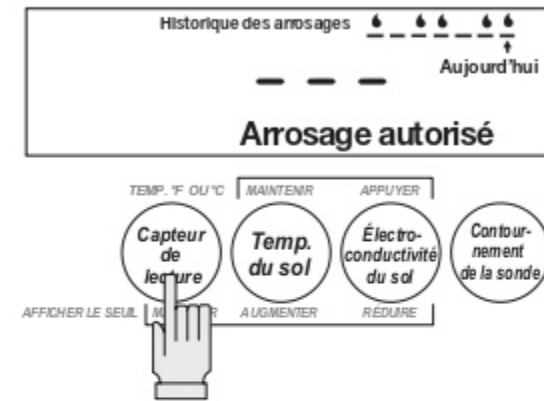 Historique des arrosages
Aujourd'hui
Arrosage autorisé
TEMP. °F OU °C MAINTENIR APPUYER
Capteur
de
lecture
Temp.
du sol
Électro-
conductivité
du sol
Contour-
nement
de la sonde
AFFICHER LE SEUIL AUGMENTER RÉDUIRE